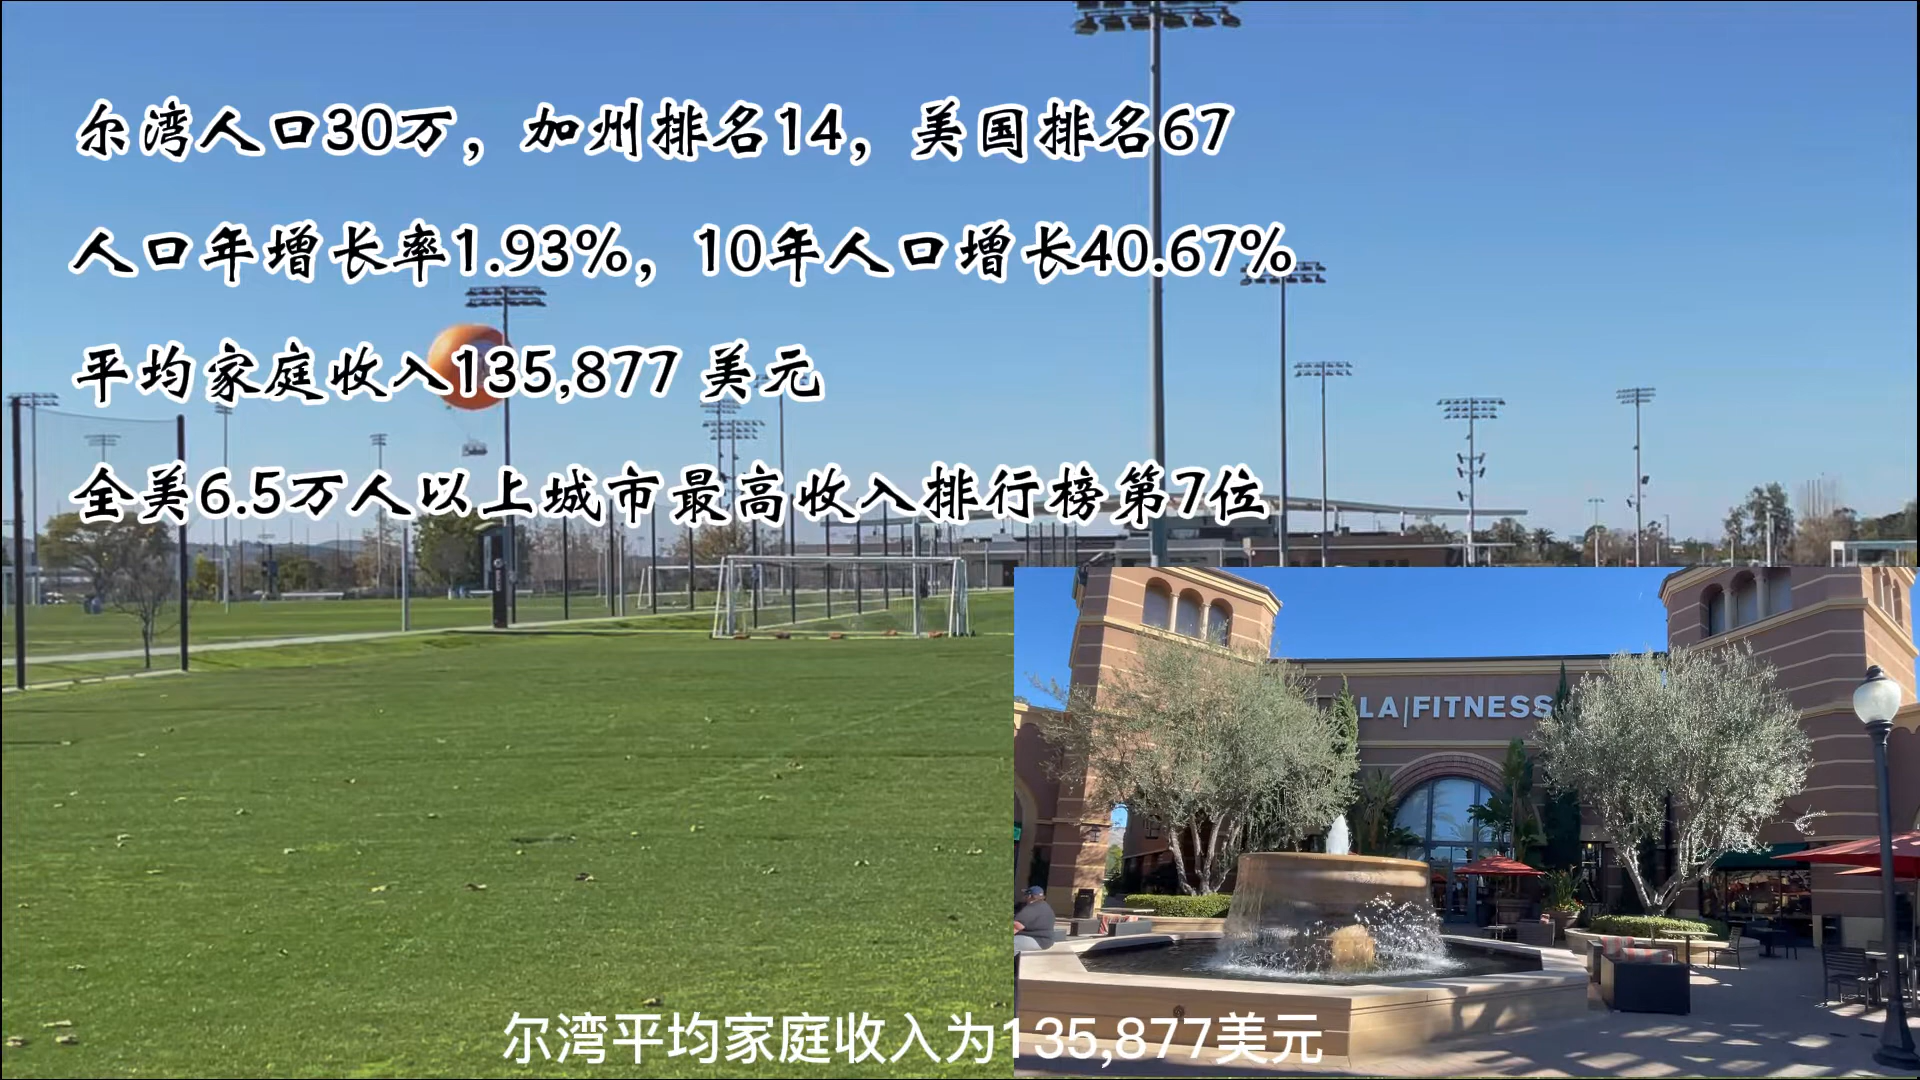 尔湾人口30万，加州排名14，美国排名67
人口年增长率1.93%，10年人口增长40.67%
平均家庭收入135,877 美元
全美6.5万人以上城市最高收入排行榜第7位
LA|FITNESS
尔湾平均家庭收入为135,877美元